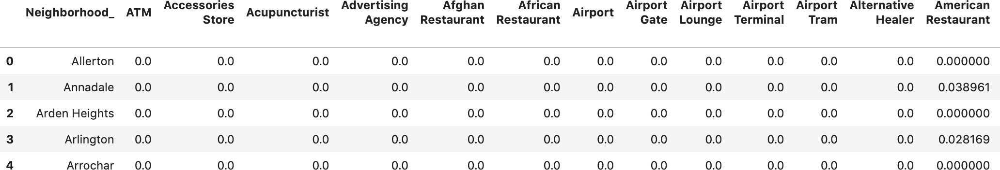 Neighborhood_ ATM Accessories Store Acupuncturist Advertising Agency Afghan Restaurant African Restaurant Airport Airport Gate Airport Lounge Airport Terminal Airport Tram Alternative Healer American Restaurant
0 Allerton 0.0 0.0 0.0 0.0 0.0 0.0 0.0 0.0 0.0 0.0 0.0 0.0 0.000000
1 Annadale 0.0 0.0 0.0 0.0 0.0 0.0 0.0 0.0 0.0 0.0 0.0 0.0 0.038961
2 Arden Heights 0.0 0.0 0.0 0.0 0.0 0.0 0.0 0.0 0.0 0.0 0.0 0.0 0.000000
3 Arlington 0.0 0.0 0.0 0.0 0.0 0.0 0.0 0.0 0.0 0.0 0.0 0.0 0.028169
4 Arrochar 0.0 0.0 0.0 0.0 0.0 0.0 0.0 0.0 0.0 0.0 0.0 0.0 0.000000